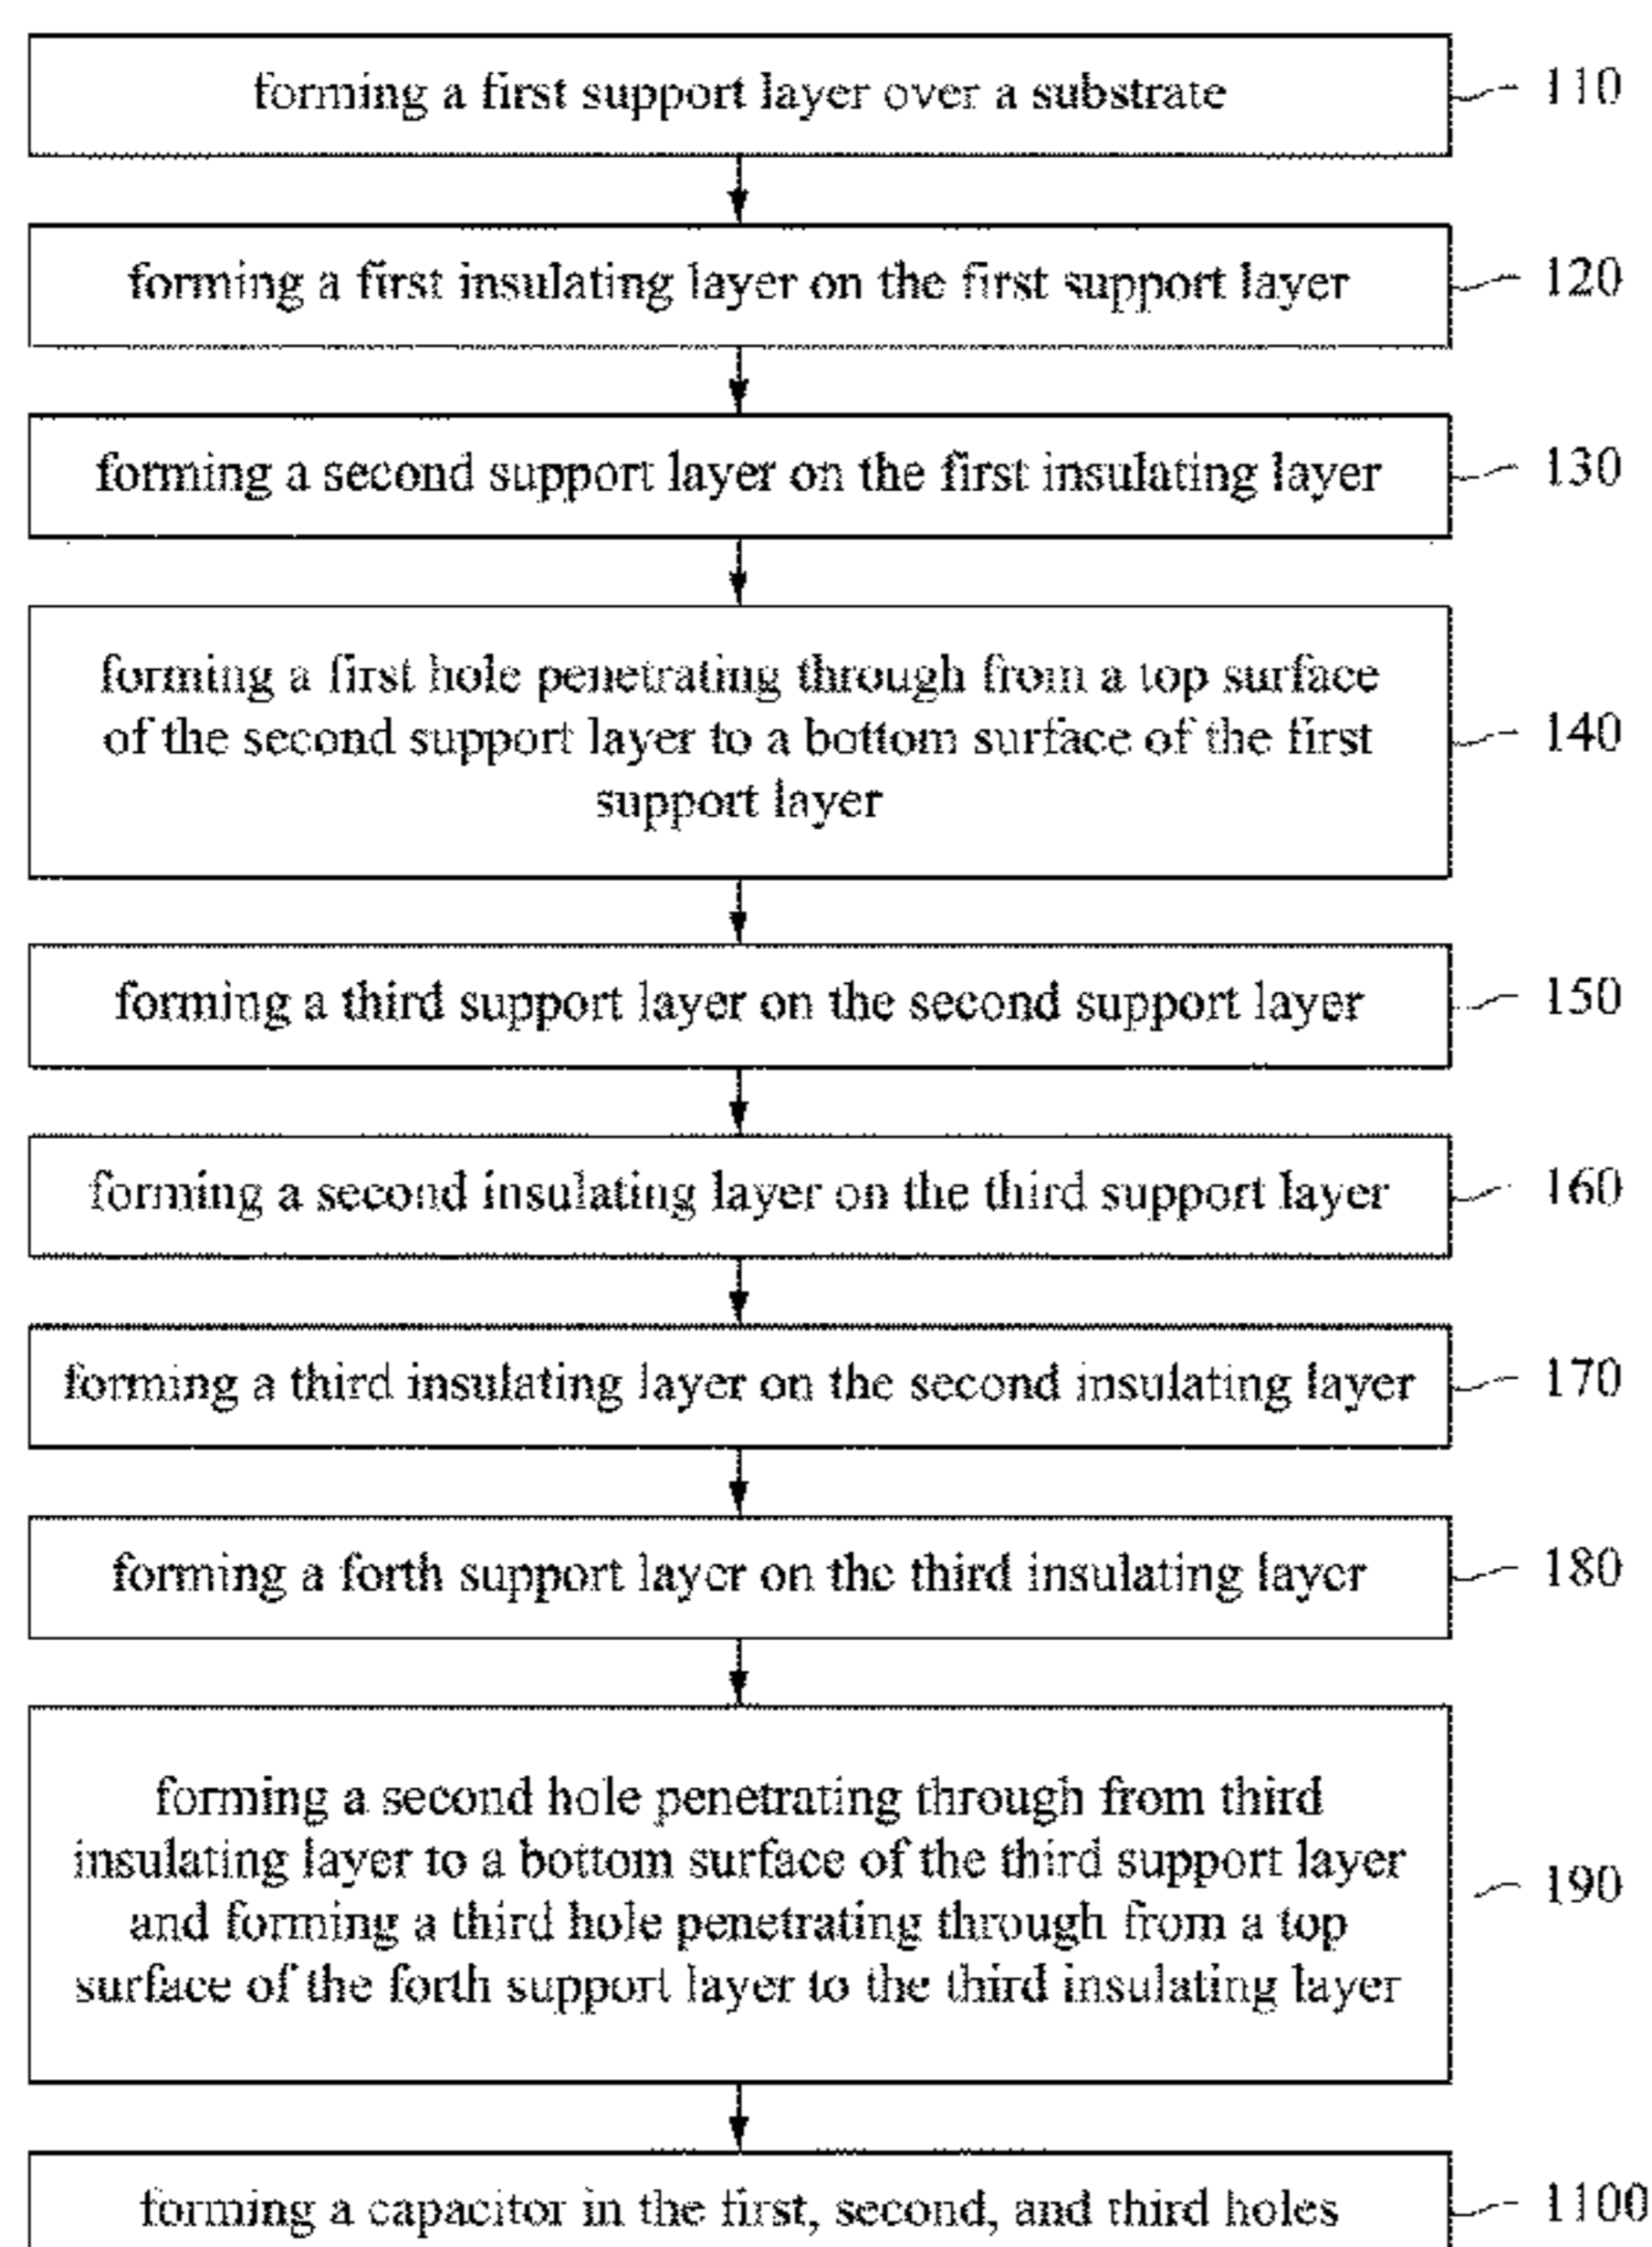 forming a first support layer over a substrate
110
forming a first insulating layer on the first support layer
120
forming a second support layer on the first insulating layer
130
forming a first hole penetrating through from a top surface
of the second support layer to a bottom surface of the first
support layer
140
forming a third support layer on the second support layer
150
forming a second insulating layer on the third support layer
160
forming a third insulating layer on the second insulating layer
170
forming a forth support layer on the third insulating layer
180
forming a second hole penetrating through from third
insulating layer to a bottom surface of the third support layer
and forming a third hole penetrating through from a top
surface of the forth support layer to the third insulating layer
190
forming a capacitor in the first, second, and third holes
1100